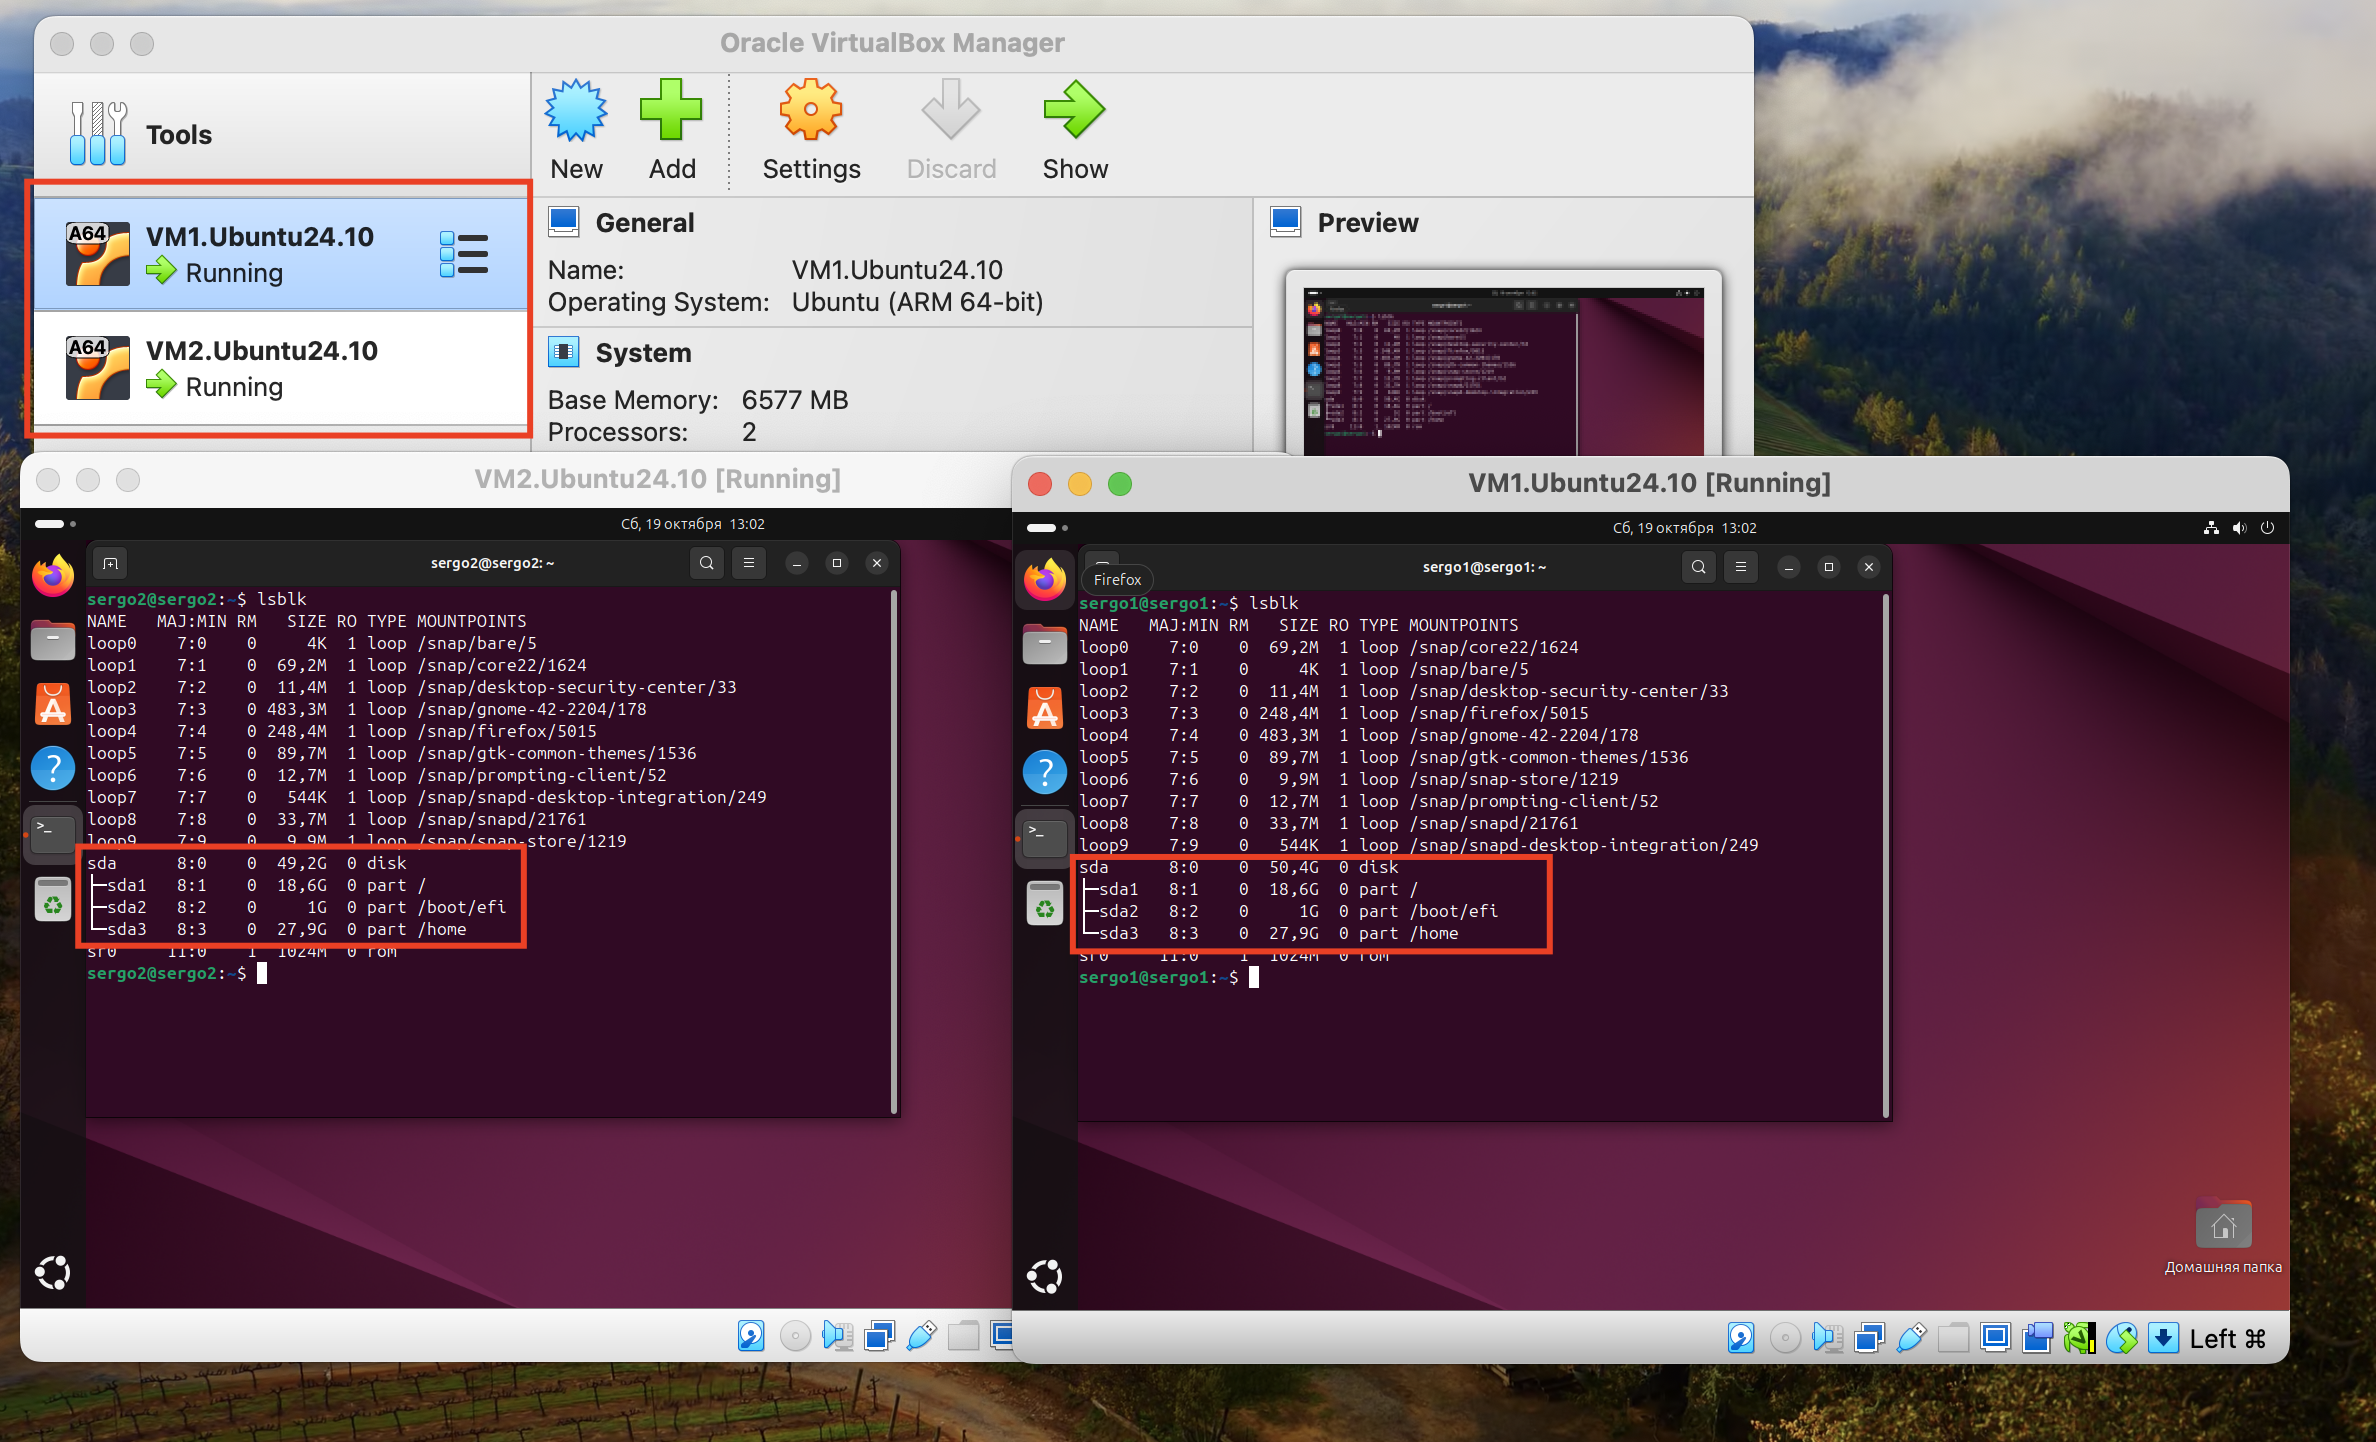 Oracle VirtualBox Manager
Tools
New
Add
Settings
Discard
Show
A64
VM1.Ubuntu24.10
Running
A64
VM2.Ubuntu24.10
Running
General
Name: VM1.Ubuntu24.10
Operating System: Ubuntu (ARM 64-bit)
System
Base Memory: 6577 MB
Processors: 2
Preview
VM2.Ubuntu24.10 [Running]
Сб, 19 октября 13:02
sergo2@sergo2: ~
sergo2@sergo2:~$ lsblk
NAME MAJ:MIN RM SIZE RO TYPE MOUNTPOINTS
loop0 7:0 0 4K 1 loop /snap/bare/5
loop1 7:1 0 69,2M 1 loop /snap/core22/1624
loop2 7:2 0 11,4M 1 loop /snap/desktop-security-center/33
loop3 7:3 0 483,3M 1 loop /snap/gnome-42-2204/178
loop4 7:4 0 248,4M 1 loop /snap/firefox/5015
loop5 7:5 0 89,7M 1 loop /snap/gtk-common-themes/1536
loop6 7:6 0 12,7M 1 loop /snap/prompting-client/52
loop7 7:7 0 544K 1 loop /snap/snapd-desktop-integration/249
loop8 7:8 0 33,7M 1 loop /snap/snapd/21761
loop9 7:9 0 9,9M 1 loop /snap/snap-store/1219
sda 8:0 0 49,2G 0 disk
├─sda1 8:1 0 18,6G 0 part /
├─sda2 8:2 0 1G 0 part /boot/efi
└─sda3 8:3 0 27,9G 0 part /home
sr0 11:0 1 1024M 0 rom
sergo2@sergo2:~$
VM1.Ubuntu24.10 [Running]
Сб, 19 октября 13:02
sergo1@sergo1: ~
Firefox
sergo1@sergo1:~$ lsblk
NAME MAJ:MIN RM SIZE RO TYPE MOUNTPOINTS
loop0 7:0 0 69,2M 1 loop /snap/core22/1624
loop1 7:1 0 4K 1 loop /snap/bare/5
loop2 7:2 0 11,4M 1 loop /snap/desktop-security-center/33
loop3 7:3 0 248,4M 1 loop /snap/firefox/5015
loop4 7:4 0 483,3M 1 loop /snap/gnome-42-2204/178
loop5 7:5 0 89,7M 1 loop /snap/gtk-common-themes/1536
loop6 7:6 0 9,9M 1 loop /snap/snap-store/1219
loop7 7:7 0 12,7M 1 loop /snap/prompting-client/52
loop8 7:8 0 33,7M 1 loop /snap/snapd/21761
loop9 7:9 0 544K 1 loop /snap/snapd-desktop-integration/249
sda 8:0 0 50,4G 0 disk
├─sda1 8:1 0 18,6G 0 part /
├─sda2 8:2 0 1G 0 part /boot/efi
└─sda3 8:3 0 27,9G 0 part /home
sr0 11:0 1 1024M 0 rom
sergo1@sergo1:~$
Домашняя папка
Left ⌘